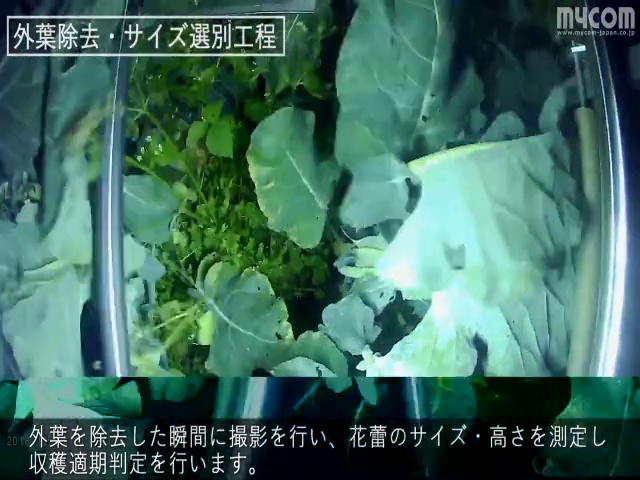 外葉除去・サイズ選別工程
mycom
www.mycom-japan.co.jp
外葉を除去した瞬間に撮影を行い、花蕾のサイズ・高さを測定し
収穫適期判定を行います。